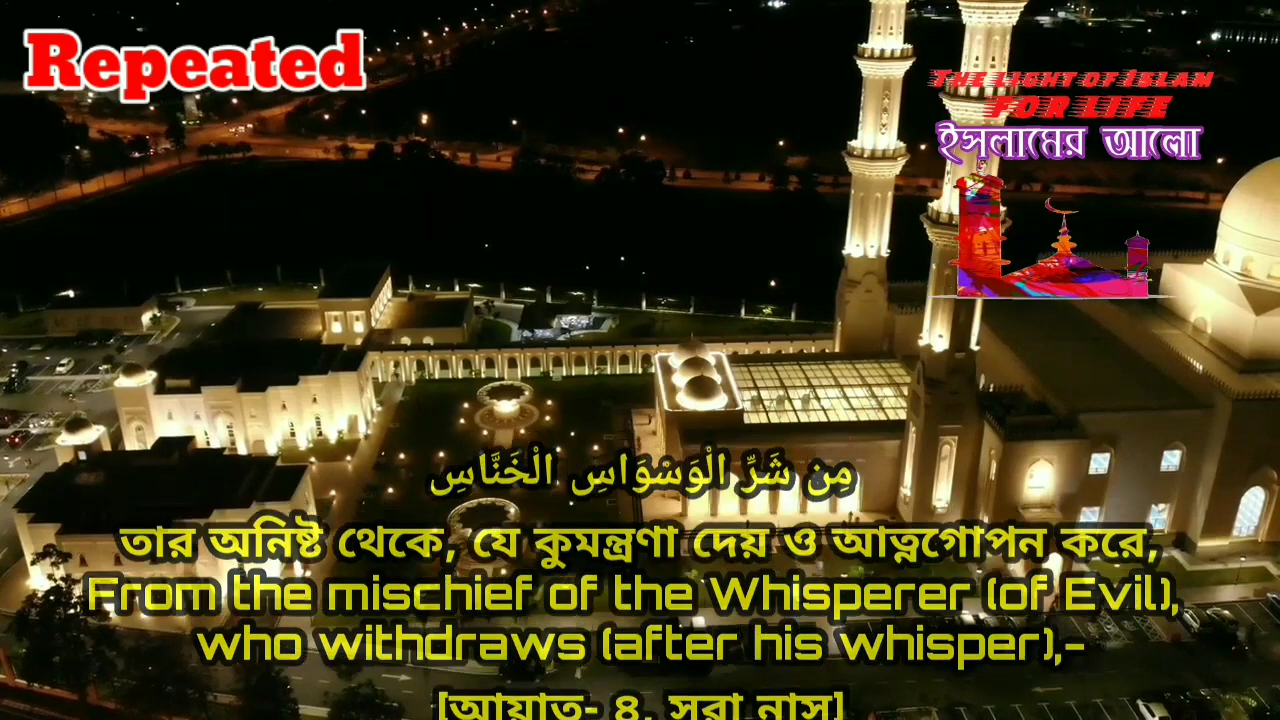 Repeated
The light of Islam
FOR LIFE
ইসলামের আলো
مِن شَرِّ الْوَسْوَاسِ الْخَنَّاسِ
তার অনিষ্ট থেকে, যে কুমন্ত্রণা দেয় ও আত্নগোপন করে,
From the mischief of the Whisperer (of Evil),
who withdraws (after his whisper),-
[আয়াত- ৪, সূরা নাস]